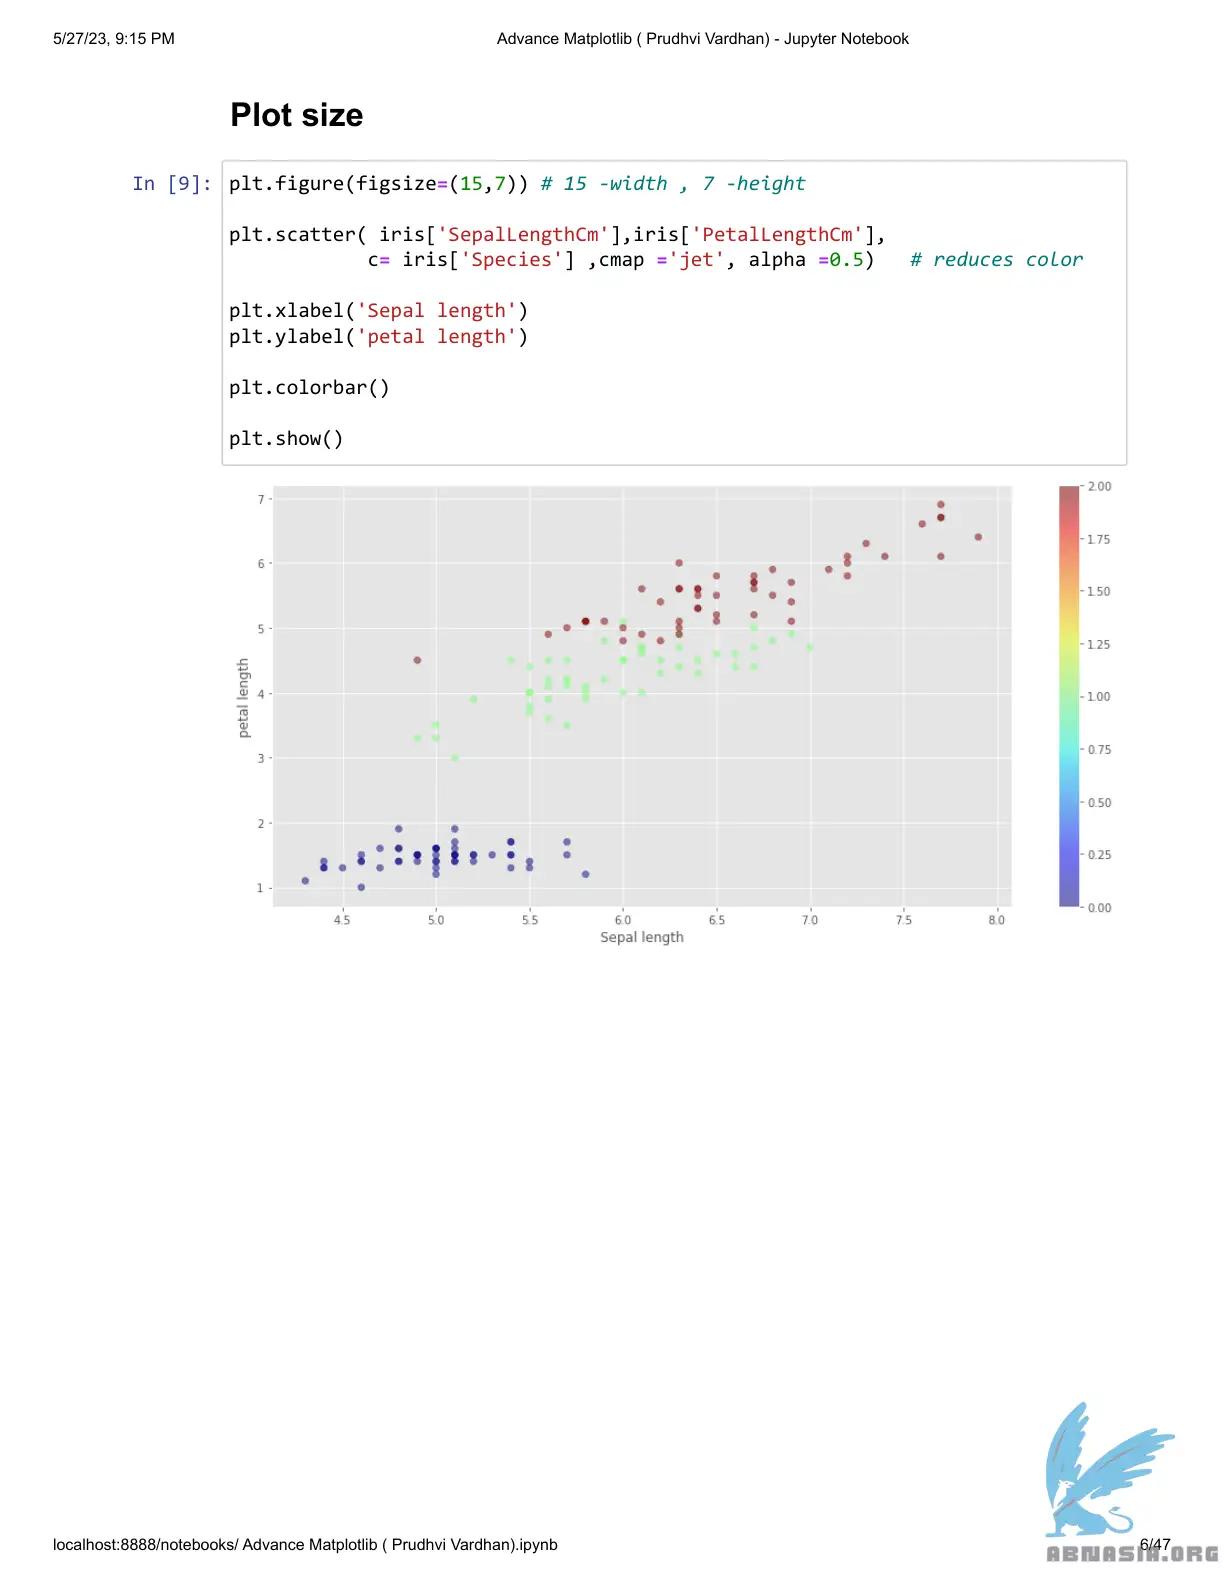 5/27/23, 9:15 PM Advance Matplotlib ( Prudhvi Vardhan) - Jupyter Notebook
Plot size
In [9]: plt.figure(figsize=(15,7)) # 15 -width , 7 -height
plt.scatter( iris['SepalLengthCm'],iris['PetalLengthCm'],
c= iris['Species'] ,cmap ='jet', alpha =0.5) # reduces color
plt.xlabel('Sepal length')
plt.ylabel('petal length')
plt.colorbar()
plt.show()
7
6
5
4
3
2
1
petal length
4.5 5.0 5.5 6.0 6.5 7.0 7.5 8.0
Sepal length
2.00
1.75
1.50
1.25
1.00
0.75
0.50
0.25
0.00
localhost:8888/notebooks/ Advance Matplotlib ( Prudhvi Vardhan).ipynb 6/47
ABNASIA.ORG